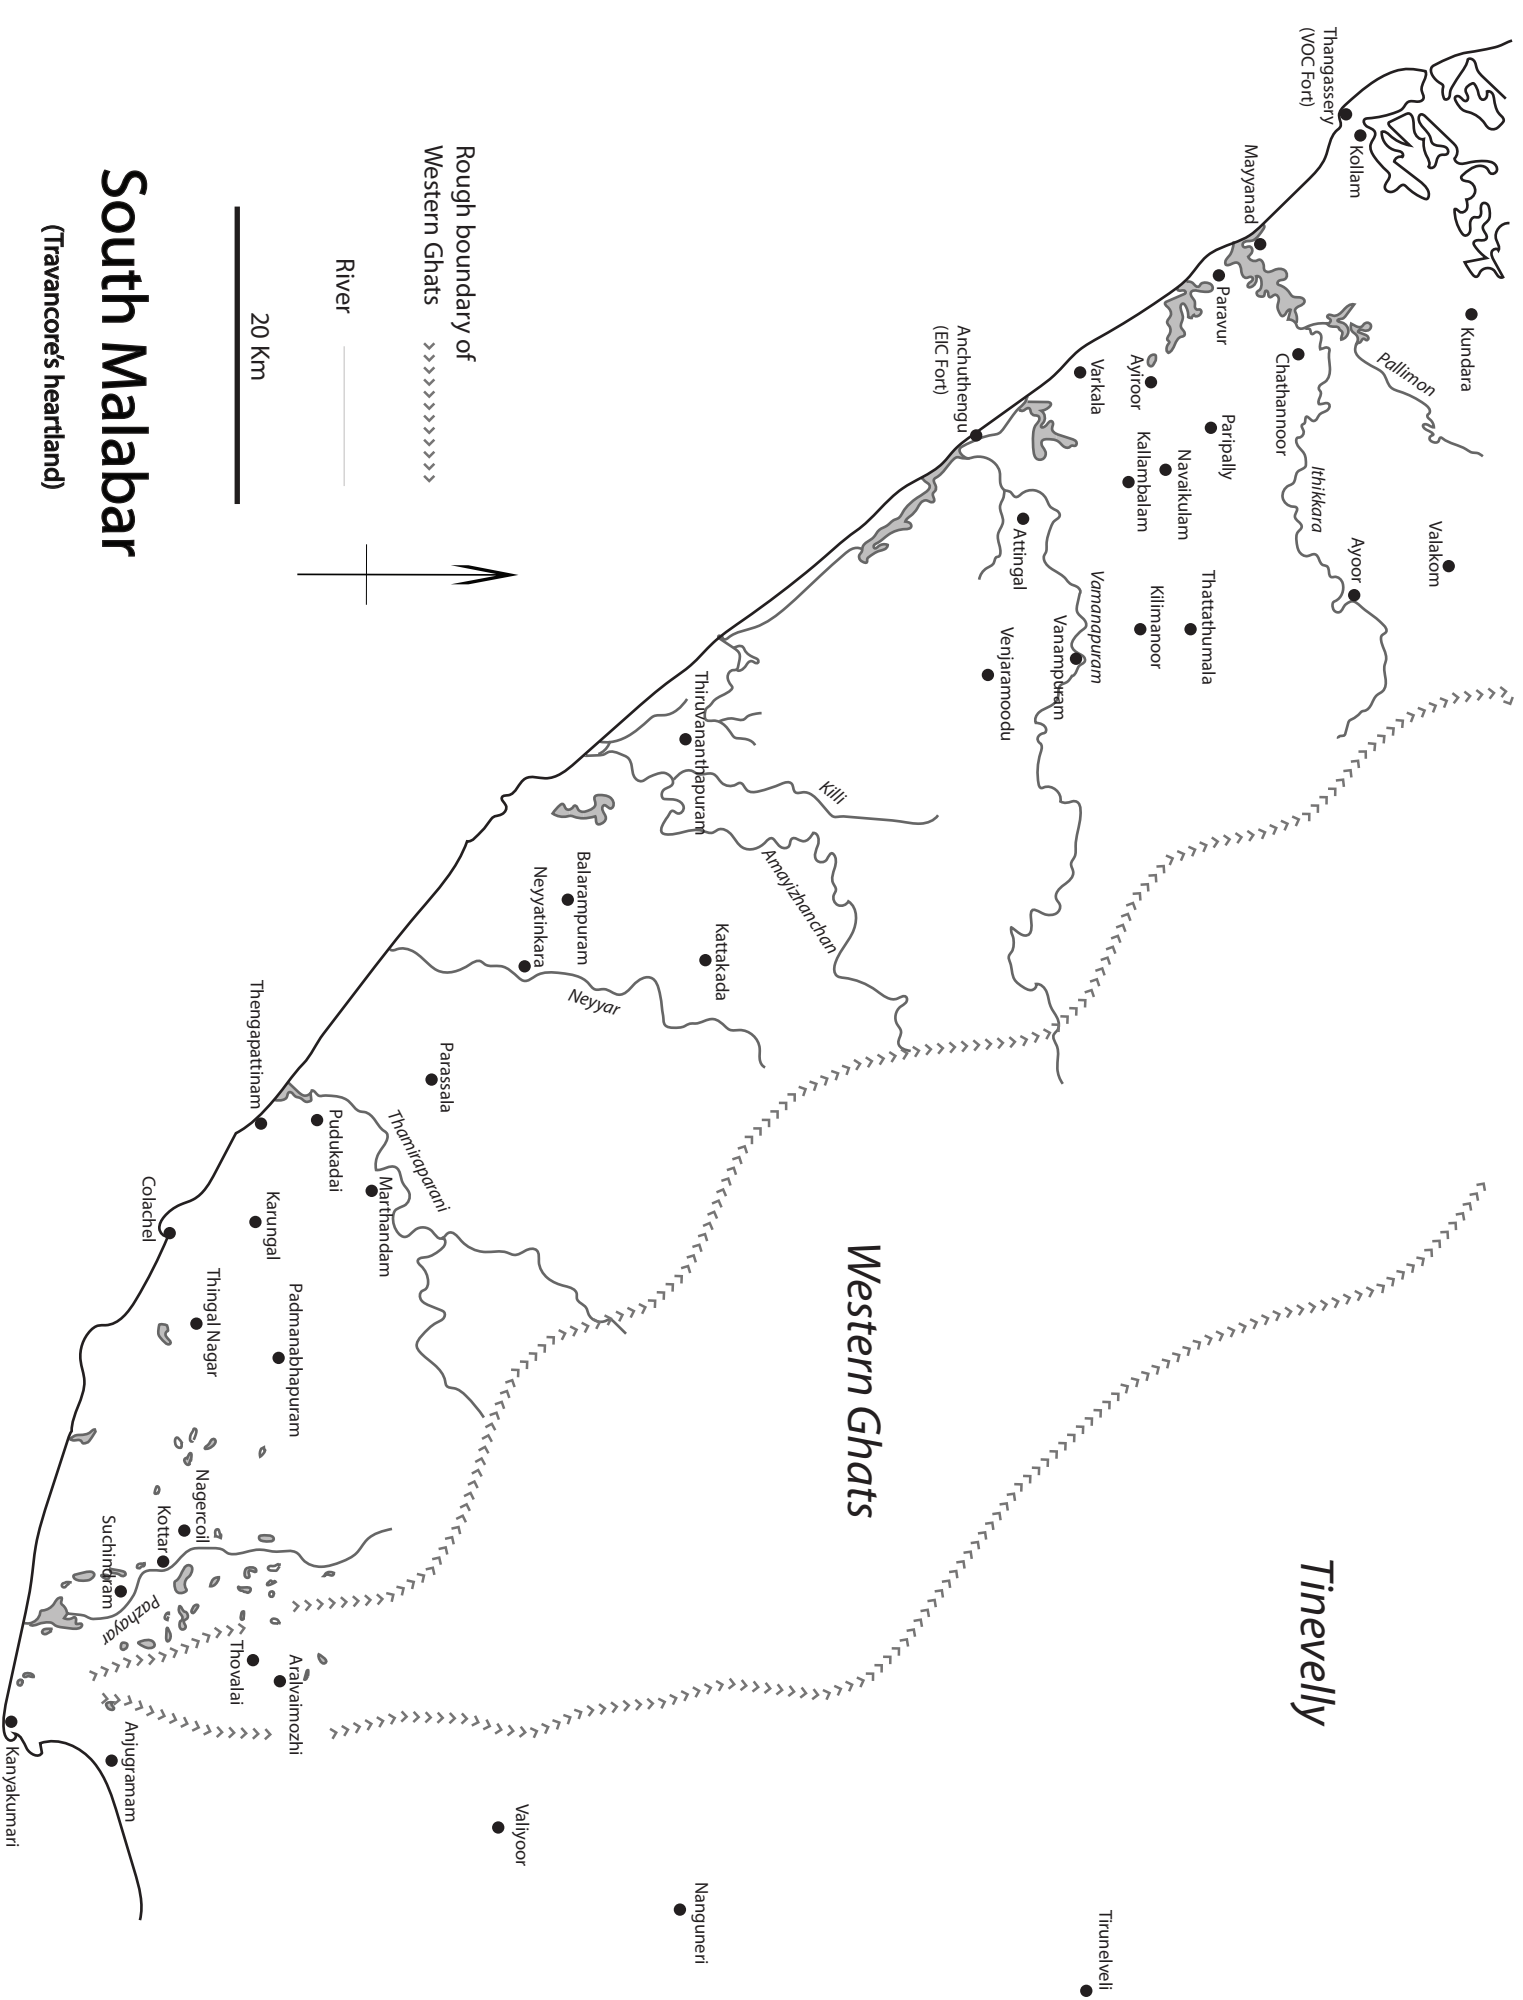 Thangassery
(VOC Fort)
Kollam
Kundara
Mayyanad
Paravur
Pallimon
Chathannoor
Ithikkara
Valakom
Ayoor
Ayiroor
Varkala
Paripally
Navaikulam
Kallambalam
Anchuthengu
(EIC Fort)
Attingal
Thattathumala
Kilimanoor
Vamanapuram
Vanampuram
Venjaramoodu
Thiruvananthapuram
Killi
Amayizhanchan
Balarampuram
Neyyatinkara
Kattakada
Neyyar
Parassala
Thengapattinam
Pudukadai
Thamiraparani
Marthandam
Colachel
Karungal
Thingal Nagar
Padmanabhapuram
Western Ghats
Tinevelly
Nagercoil
Kottar
Suchindram
Pazhayar
Thovalai
Aralvaimozhi
Anjugramam
Kanyakumari
Valiyoor
Nanguneri
Tirunelveli
Rough boundary of
Western Ghats
River
20 Km
South Malabar
(Travancore's heartland)